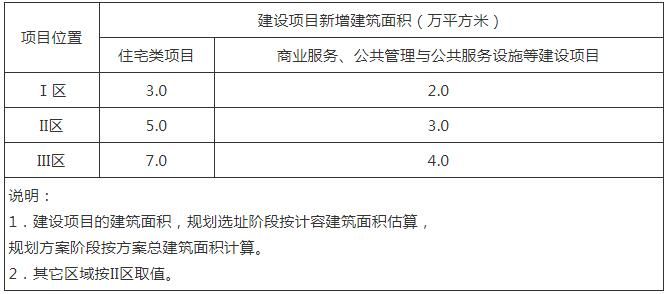 项目位置
建设项目新增建筑面积（万平方米）
住宅类项目
商业服务、公共管理与公共服务设施等建设项目
Ⅰ区
3.0
2.0
Ⅱ区
5.0
3.0
Ⅲ区
7.0
4.0
说明：
1．建设项目的建筑面积，规划选址阶段按计容建筑面积估算，
规划方案阶段按方案总建筑面积计算。
2．其它区域按Ⅱ区取值。